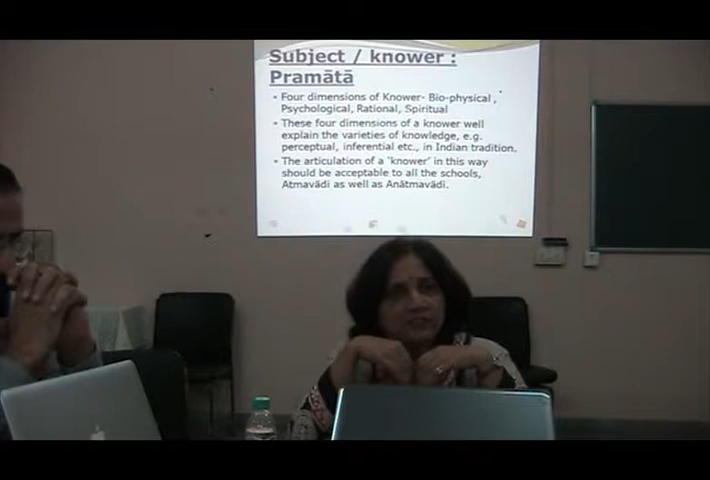 Subject / knower :
Pramātā
• Four dimensions of Knower- Bio-physical ,
Psychological, Rational, Spiritual
• These four dimensions of a knower well
explain the varieties of knowledge, e.g.
perceptual, inferential etc., in Indian tradition.
• The articulation of a 'knower' in this way
should be acceptable to all the schools,
Atmavādi as well as Anātmavādi.